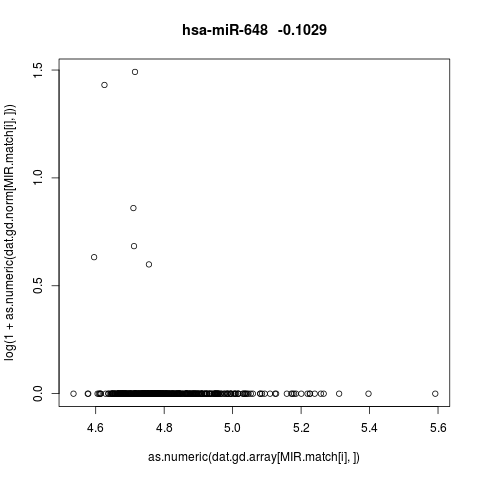 hsa-miR-648 -0.1029
log(1 + as.numeric(dat.gd.norm[MIR.match[i], ]))
1.5
1.0
0.5
0.0
4.6 4.8 5.0 5.2 5.4 5.6
as.numeric(dat.gd.array[MIR.match[i], ])